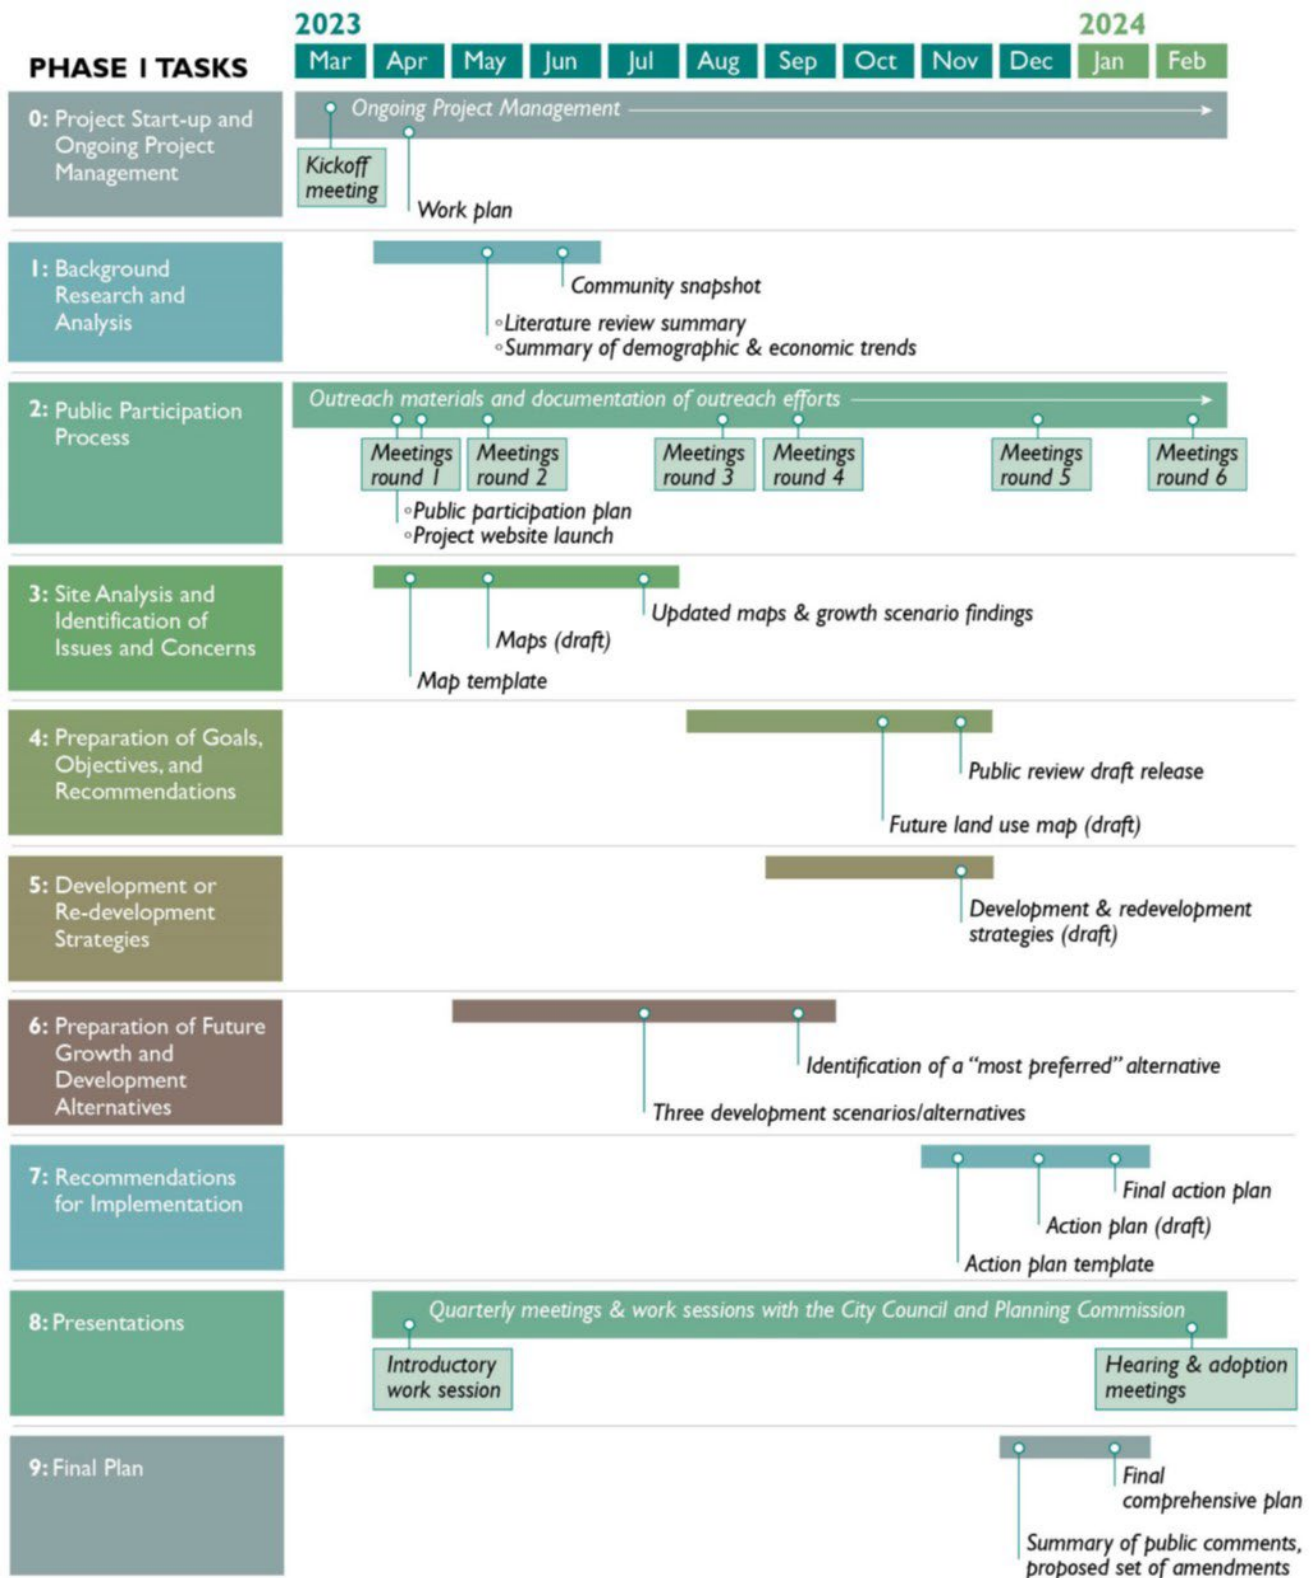 2023
2024
PHASE I TASKS
Mar Apr May Jun Jul Aug Sep Oct Nov Dec Jan Feb
0: Project Start-up and
Ongoing Project
Management
Ongoing Project Management
Kickoff
meeting
Work plan
1: Background
Research and
Analysis
Community snapshot
◦Literature review summary
◦Summary of demographic & economic trends
2: Public Participation
Process
Outreach materials and documentation of outreach efforts
Meetings
round 1
Meetings
round 2
Meetings
round 3
Meetings
round 4
Meetings
round 5
Meetings
round 6
◦Public participation plan
◦Project website launch
3: Site Analysis and
Identification of
Issues and Concerns
Updated maps & growth scenario findings
Maps (draft)
Map template
4: Preparation of Goals,
Objectives, and
Recommendations
Public review draft release
Future land use map (draft)
5: Development or
Re-development
Strategies
Development & redevelopment
strategies (draft)
6: Preparation of Future
Growth and
Development
Alternatives
Identification of a “most preferred” alternative
Three development scenarios/alternatives
7: Recommendations
for Implementation
Final action plan
Action plan (draft)
Action plan template
8: Presentations
Quarterly meetings & work sessions with the City Council and Planning Commission
Introductory
work session
Hearing & adoption
meetings
9: Final Plan
Final
comprehensive plan
Summary of public comments,
proposed set of amendments